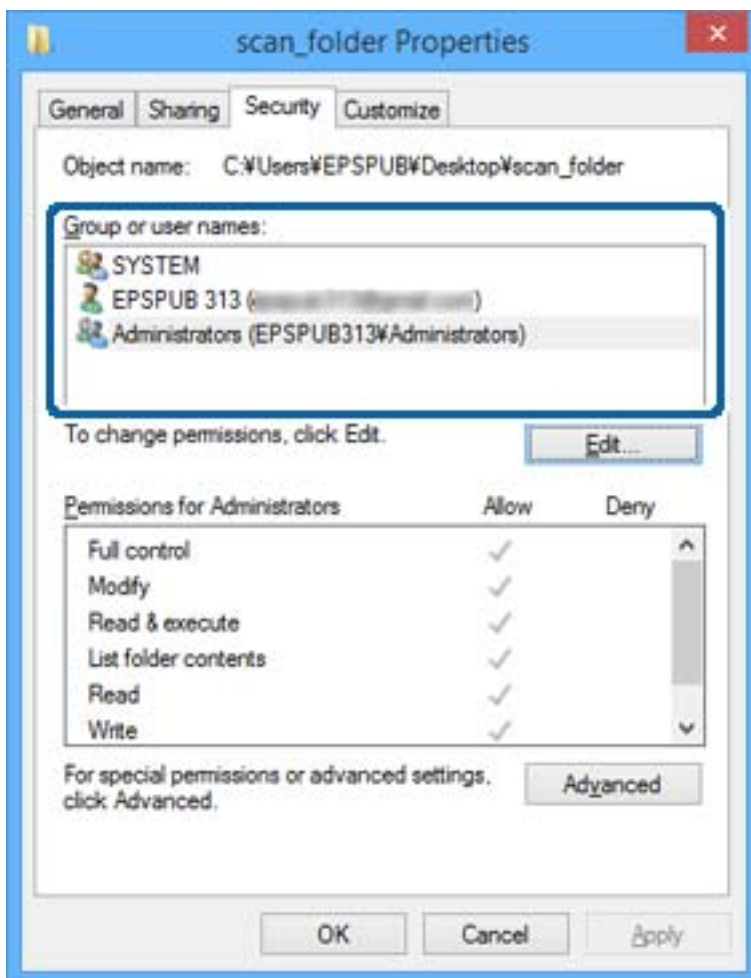 scan_folder Properties
General Sharing Security Customize
Object name: C:¥Users¥EPSPUB¥Desktop¥scan_folder
Group or user names:
SYSTEM
EPSPUB 313 ( )
Administrators (EPSPUB313¥Administrators)
To change permissions, click Edit.
Edit...
Permissions for Administrators Allow Deny
Full control
Modify
Read & execute
List folder contents
Read
Write
For special permissions or advanced settings,
click Advanced.
Advanced
OK Cancel Apply